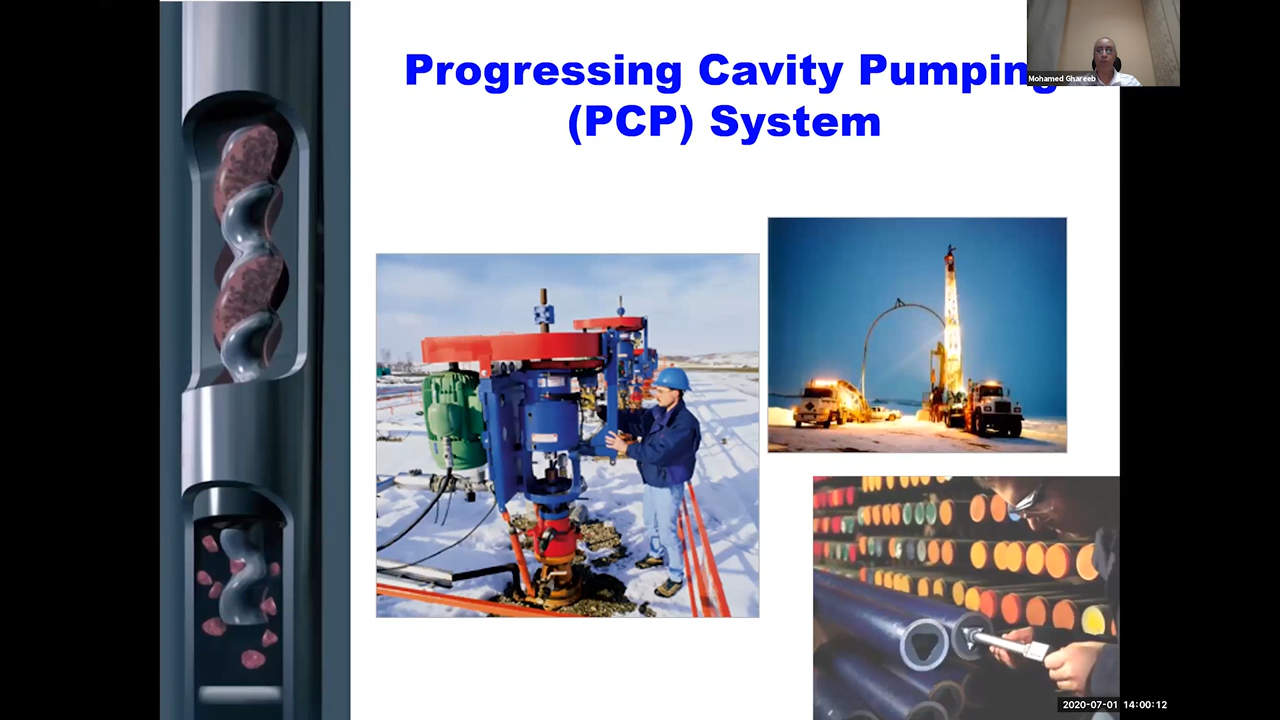 Progressing Cavity Pumping
(PCP) System
Mohamed Ghareeb
2020-07-01 14:00:12